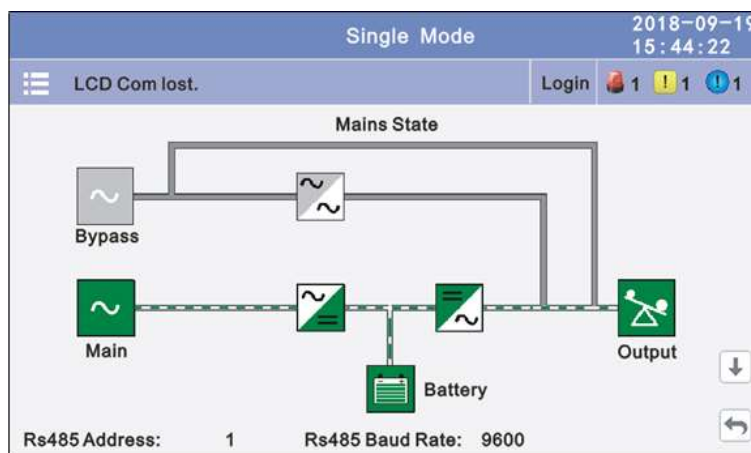 Single Mode
2018-09-19
15:44:22
LCD Com lost.
Login
1
! 1
! 1
Mains State
Bypass
Main
Output
Battery
Rs485 Address: 1
Rs485 Baud Rate: 9600